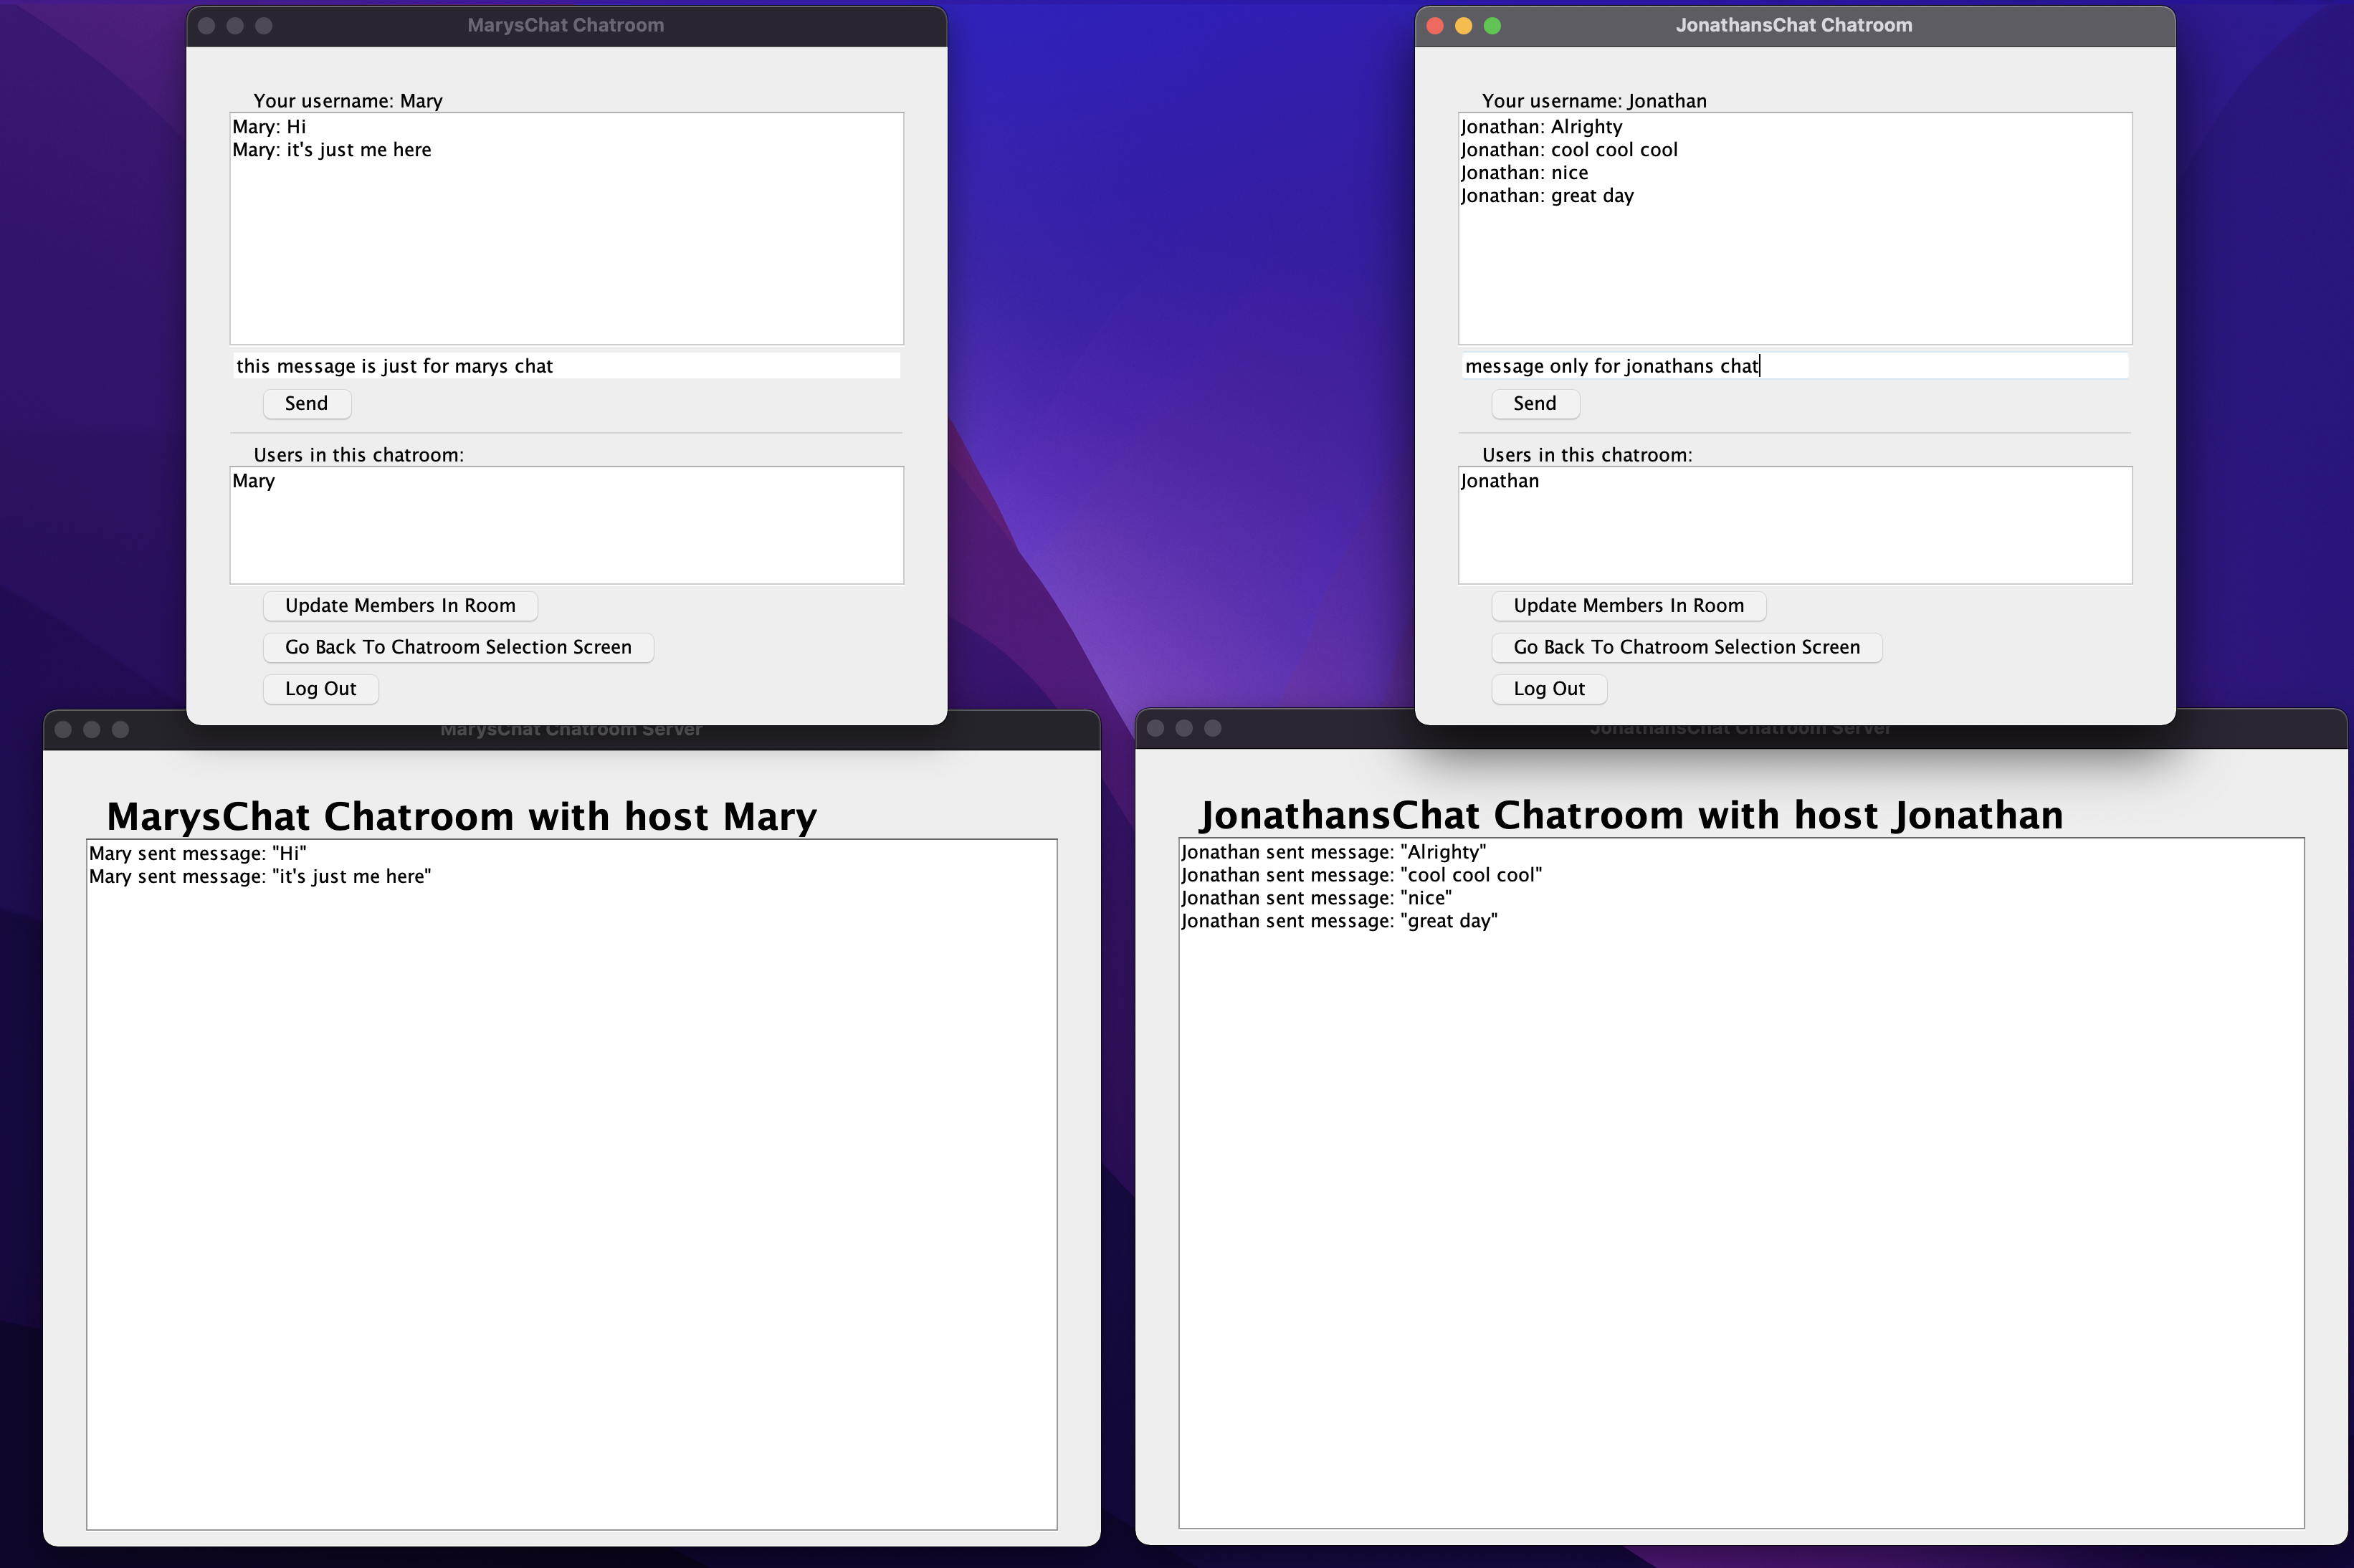 MarysChat Chatroom
Your username: Mary
Mary: Hi
Mary: it's just me here
this message is just for marys chat
Send
Users in this chatroom:
Mary
Update Members In Room
Go Back To Chatroom Selection Screen
Log Out
JonathansChat Chatroom
Your username: Jonathan
Jonathan: Alrighty
Jonathan: cool cool cool
Jonathan: nice
Jonathan: great day
message only for jonathans chat
Send
Users in this chatroom:
Jonathan
Update Members In Room
Go Back To Chatroom Selection Screen
Log Out
MarysChat Chatroom Server
MarysChat Chatroom with host Mary
Mary sent message: "Hi"
Mary sent message: "it's just me here"
JonathansChat Chatroom Server
JonathansChat Chatroom with host Jonathan
Jonathan sent message: "Alrighty"
Jonathan sent message: "cool cool cool"
Jonathan sent message: "nice"
Jonathan sent message: "great day"